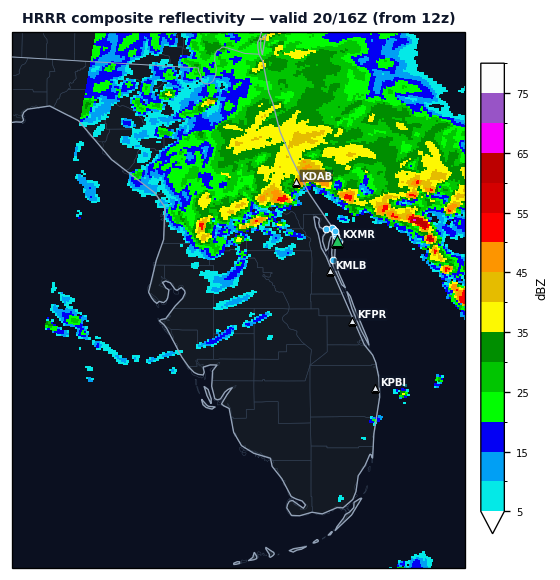 HRRR composite reflectivity — valid 20/16Z (from 12z)
KDAB
KXMR
KMLB
KFPR
KPBI
75
65
55
45
35
25
15
5
dBZ